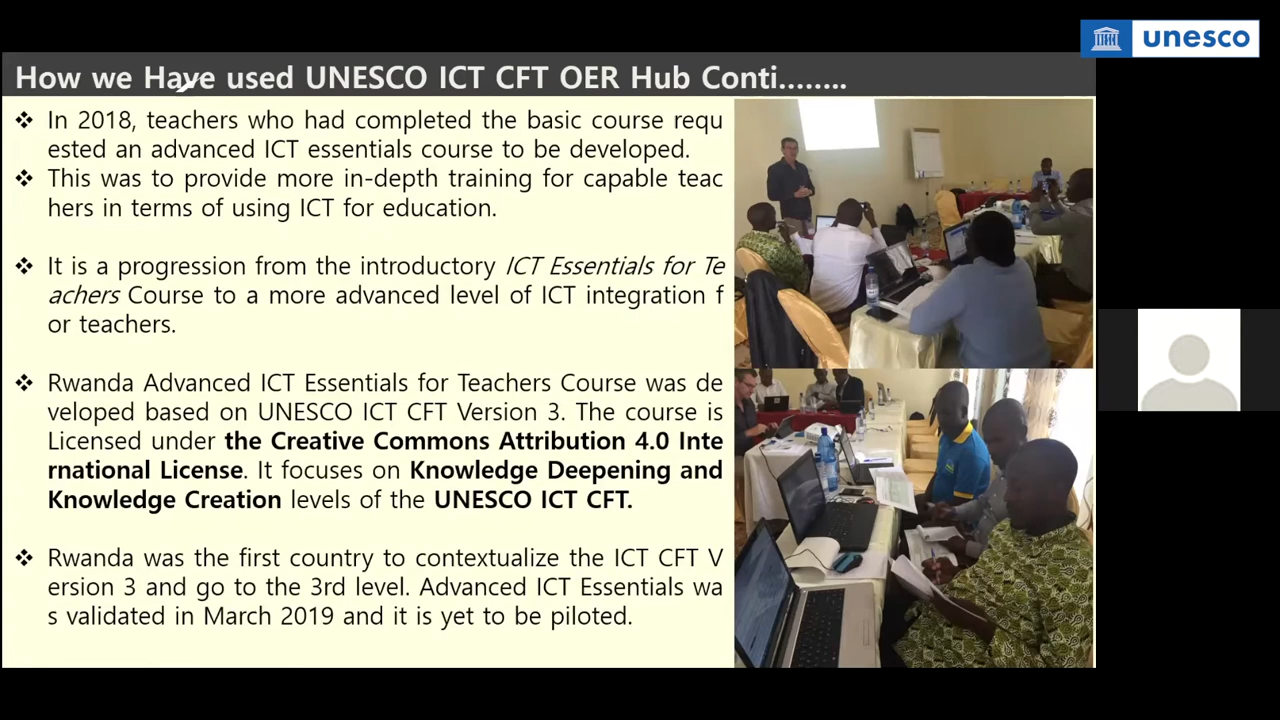 unesco
How we Have used UNESCO ICT CFT OER Hub Conti........
❖ In 2018, teachers who had completed the basic course requ
ested an advanced ICT essentials course to be developed.
❖ This was to provide more in-depth training for capable teac
hers in terms of using ICT for education.
❖ It is a progression from the introductory ICT Essentials for Te
achers Course to a more advanced level of ICT integration f
or teachers.
❖ Rwanda Advanced ICT Essentials for Teachers Course was de
veloped based on UNESCO ICT CFT Version 3. The course is
Licensed under the Creative Commons Attribution 4.0 Inte
rnational License. It focuses on Knowledge Deepening and
Knowledge Creation levels of the UNESCO ICT CFT.
❖ Rwanda was the first country to contextualize the ICT CFT V
ersion 3 and go to the 3rd level. Advanced ICT Essentials wa
s validated in March 2019 and it is yet to be piloted.